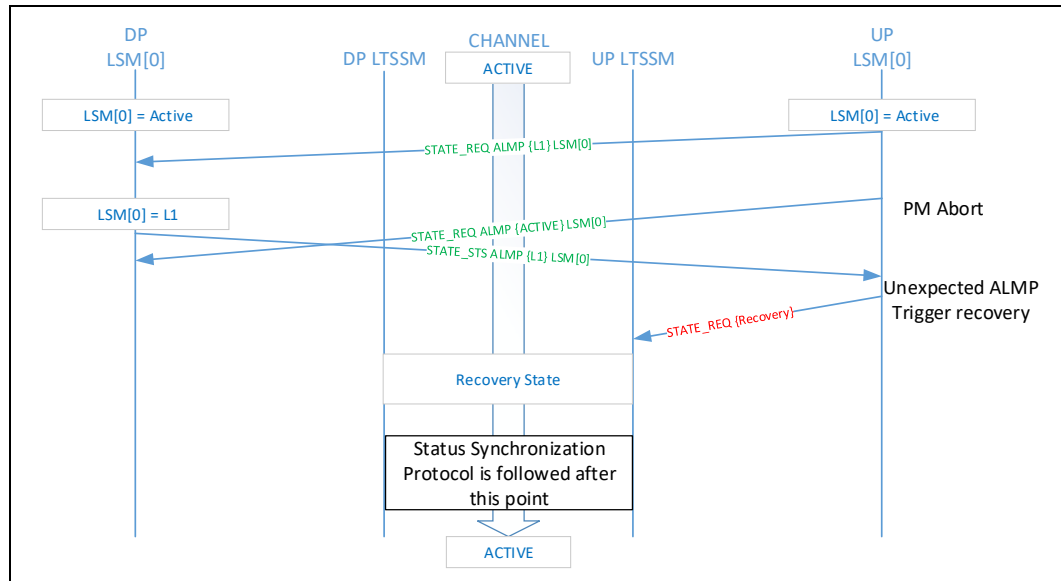 DP
LSM[0]
DP LTSSM
CHANNEL
UP LTSSM
UP
LSM[0]
ACTIVE
LSM[0] = Active
LSM[0] = Active
STATE_REQ ALMP {L1} LSM[0]
LSM[0] = L1
PM Abort
STATE_REQ ALMP {ACTIVE} LSM[0]
STATE_STS ALMP {L1} LSM[0]
Unexpected ALMP
Trigger recovery
STATE_REQ {Recovery}
Recovery State
Status Synchronization
Protocol is followed after
this point
ACTIVE